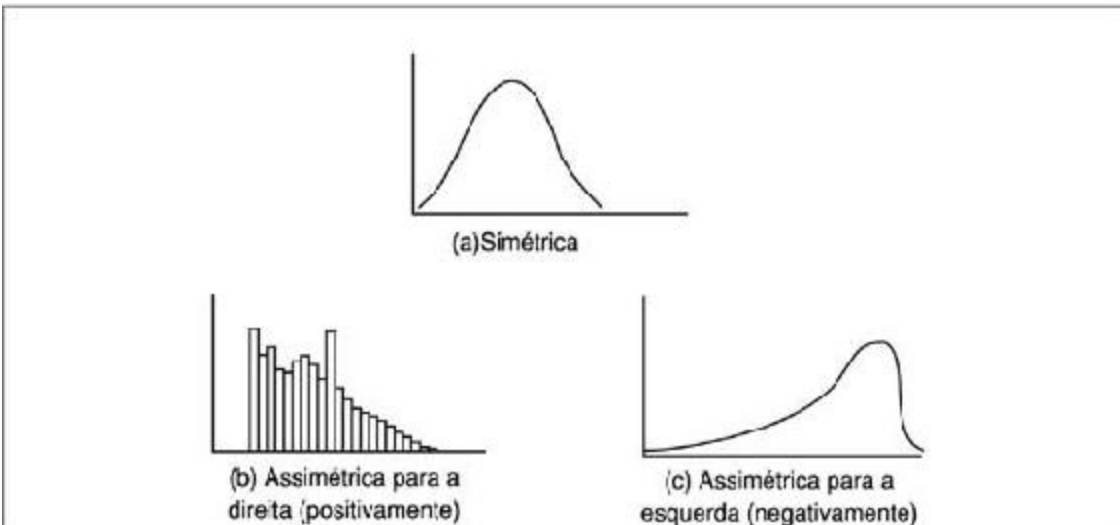 (a)Simétrica
(b) Assimétrica para a
direita (positivamente)
(c) Assimétrica para a
esquerda (negativamente)